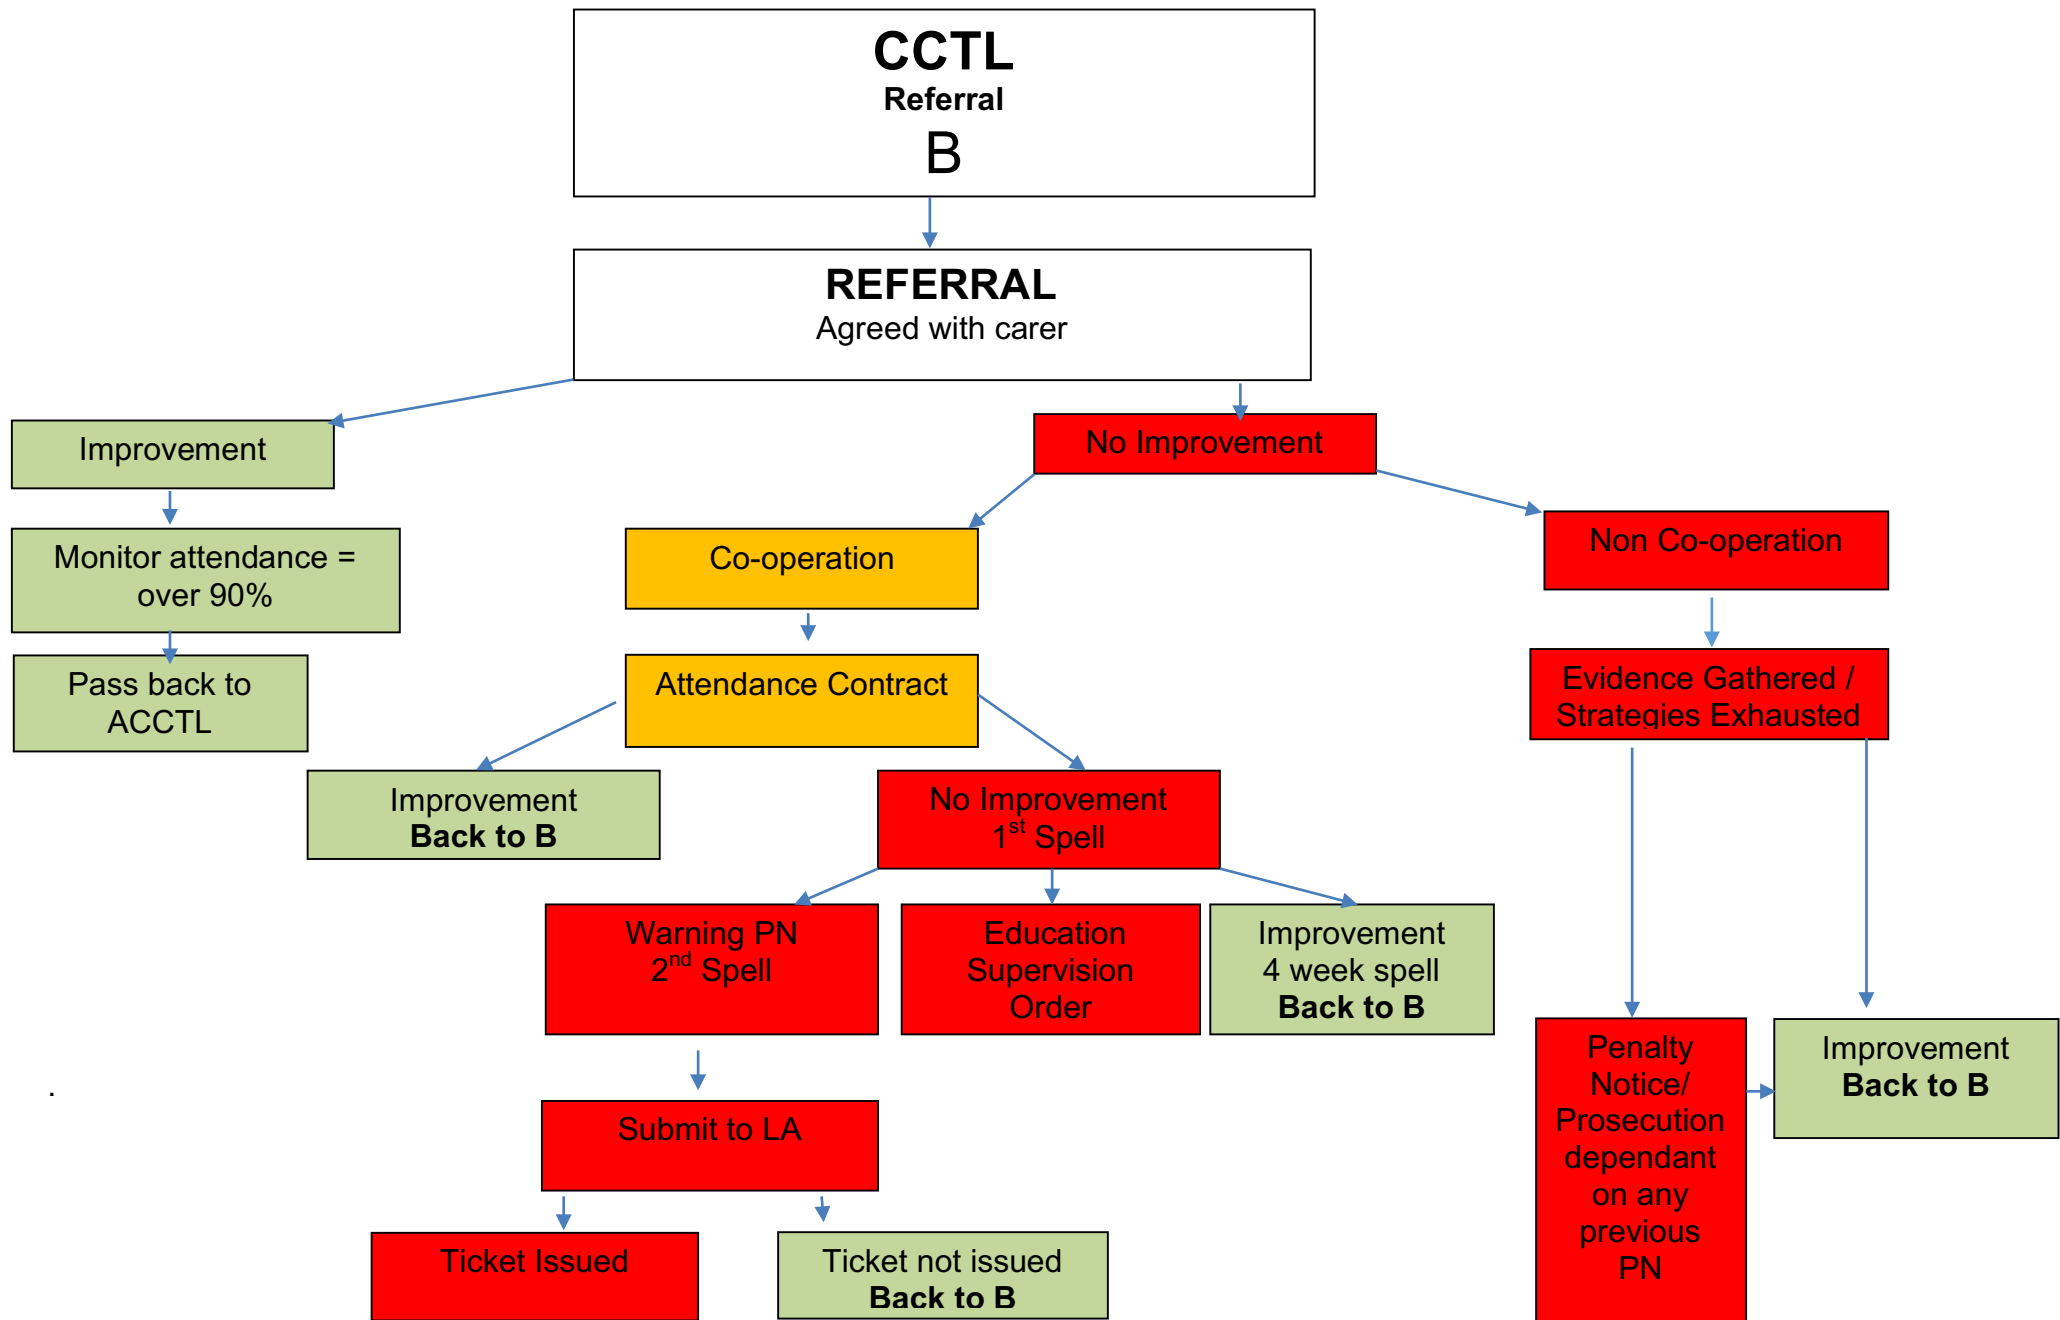 CCTL
Referral
B
REFERRAL
Agreed with carer
Improvement
No Improvement
Monitor attendance =
over 90%
Co-operation
Non Co-operation
Pass back to
ACCTL
Attendance Contract
Evidence Gathered /
Strategies Exhausted
Improvement
Back to B
No Improvement
1st Spell
Warning PN
2nd Spell
Education
Supervision
Order
Improvement
4 week spell
Back to B
Penalty
Notice/
Prosecution
dependant
on any
previous
PN
Improvement
Back to B
.
Submit to LA
Ticket Issued
Ticket not issued
Back to B